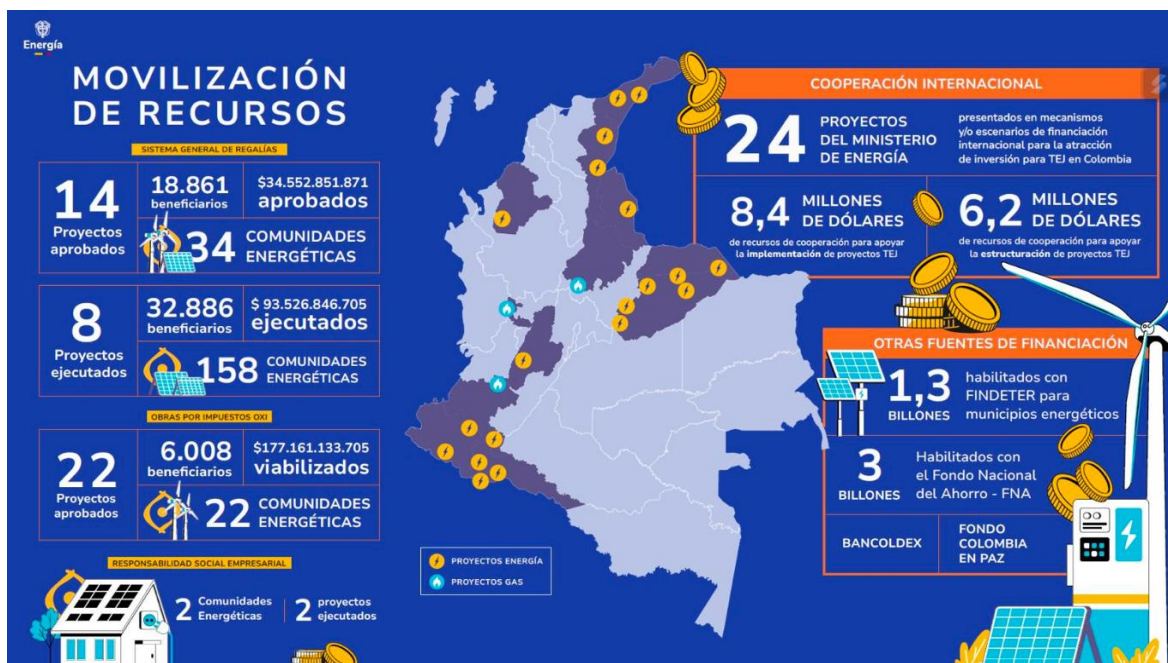 Energía
MOVILIZACIÓN
DE RECURSOS
SISTEMA GENERAL DE REGALÍAS
14
Proyectos
aprobados
18.861
beneficiarios
$34.552.851.871
aprobados
34
COMUNIDADES
ENERGÉTICAS
8
Proyectos
ejecutados
32.886
beneficiarios
$ 93.526.846.705
ejecutados
158
COMUNIDADES
ENERGÉTICAS
OBRAS POR IMPUESTOS OXI
22
Proyectos
aprobados
6.008
beneficiarios
$177.161.133.705
viabilizados
22
COMUNIDADES
ENERGÉTICAS
RESPONSABILIDAD SOCIAL EMPRESARIAL
2
Comunidades
Energéticas
2
proyectos
ejecutados
PROYECTOS ENERGÍA
PROYECTOS GAS
COOPERACIÓN INTERNACIONAL
24
PROYECTOS
DEL MINISTERIO
DE ENERGÍA
presentados en mecanismos
y/o escenarios de financiación
internacional para la atracción
de inversión para TEJ en Colombia
8,4
MILLONES
DE DÓLARES
de recursos de cooperación para apoyar
la implementación de proyectos TEJ
6,2
MILLONES
DE DÓLARES
de recursos de cooperación para apoyar
la estructuración de proyectos TEJ
OTRAS FUENTES DE FINANCIACIÓN
1,3
BILLONES
habilitados con
FINDETER para
municipios energéticos
3
BILLONES
Habilitados con
el Fondo Nacional
del Ahorro - FNA
BANCOLDEX
FONDO
COLOMBIA
EN PAZ